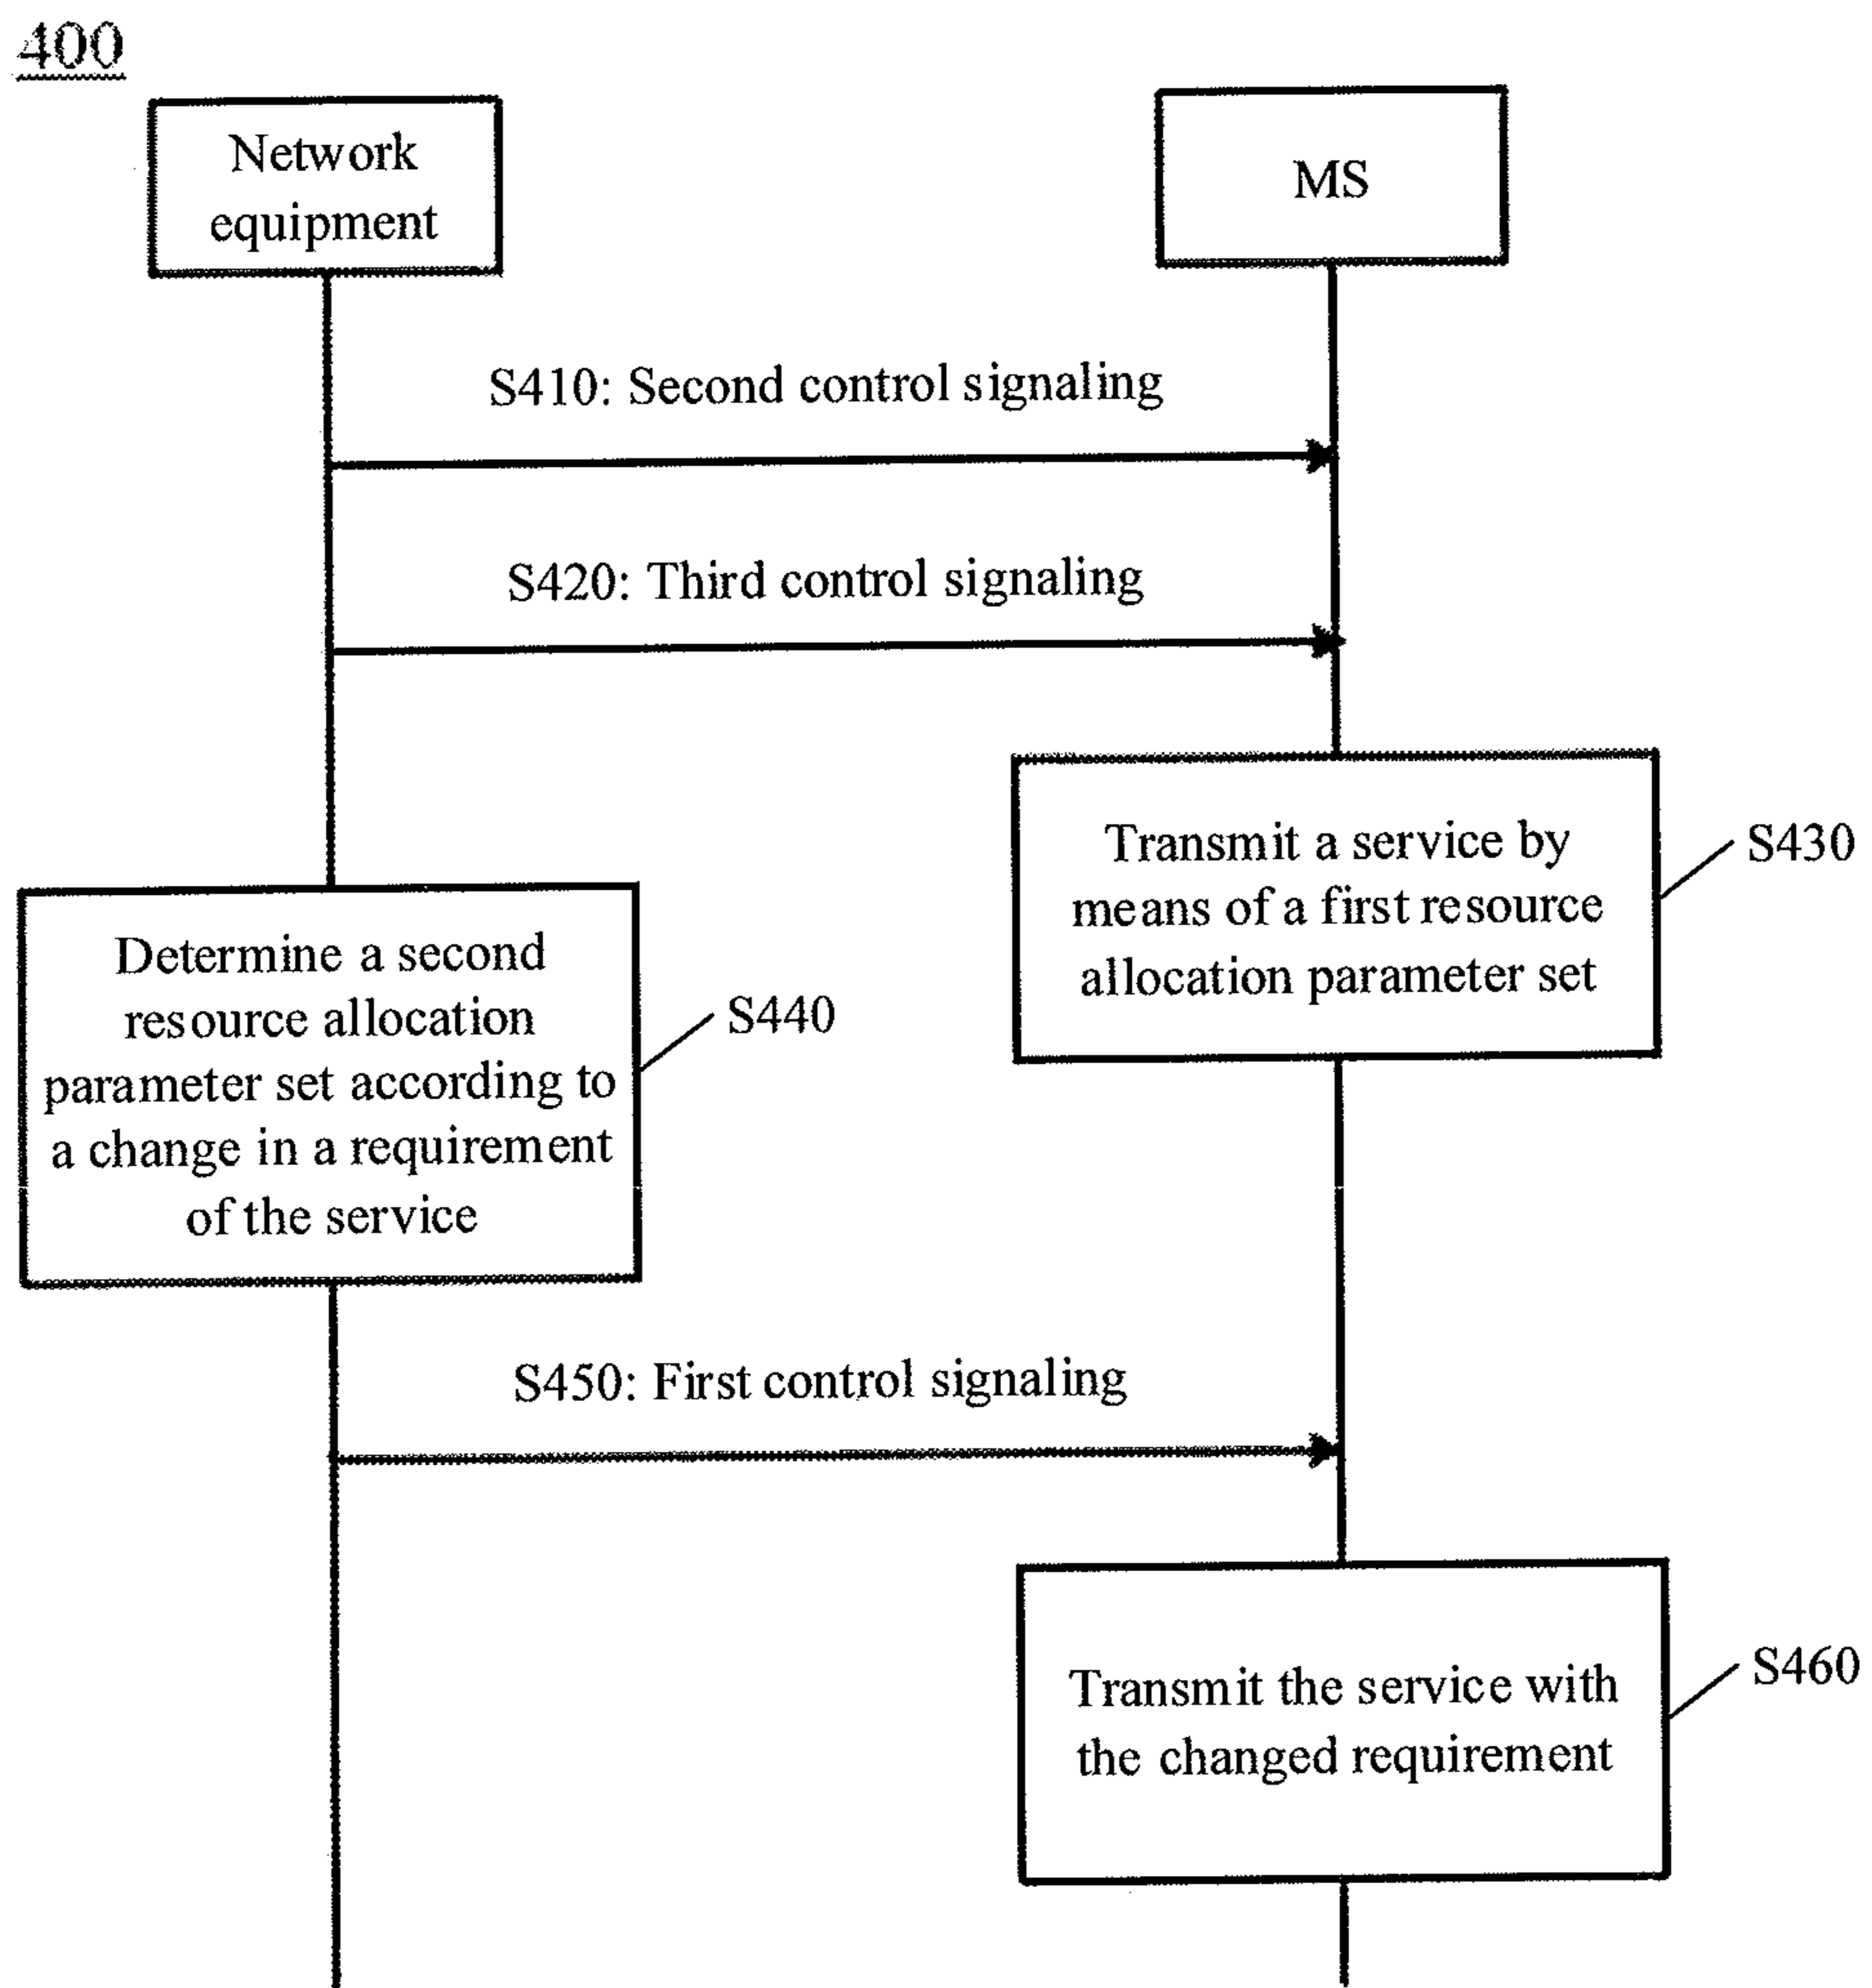 400
Network
equipment
MS
S410: Second control signaling
S420: Third control signaling
Transmit a service by
means of a first resource
allocation parameter set
S430
Determine a second
resource allocation
parameter set according to
a change in a requirement
of the service
S440
S450: First control signaling
Transmit the service with
the changed requirement
S460